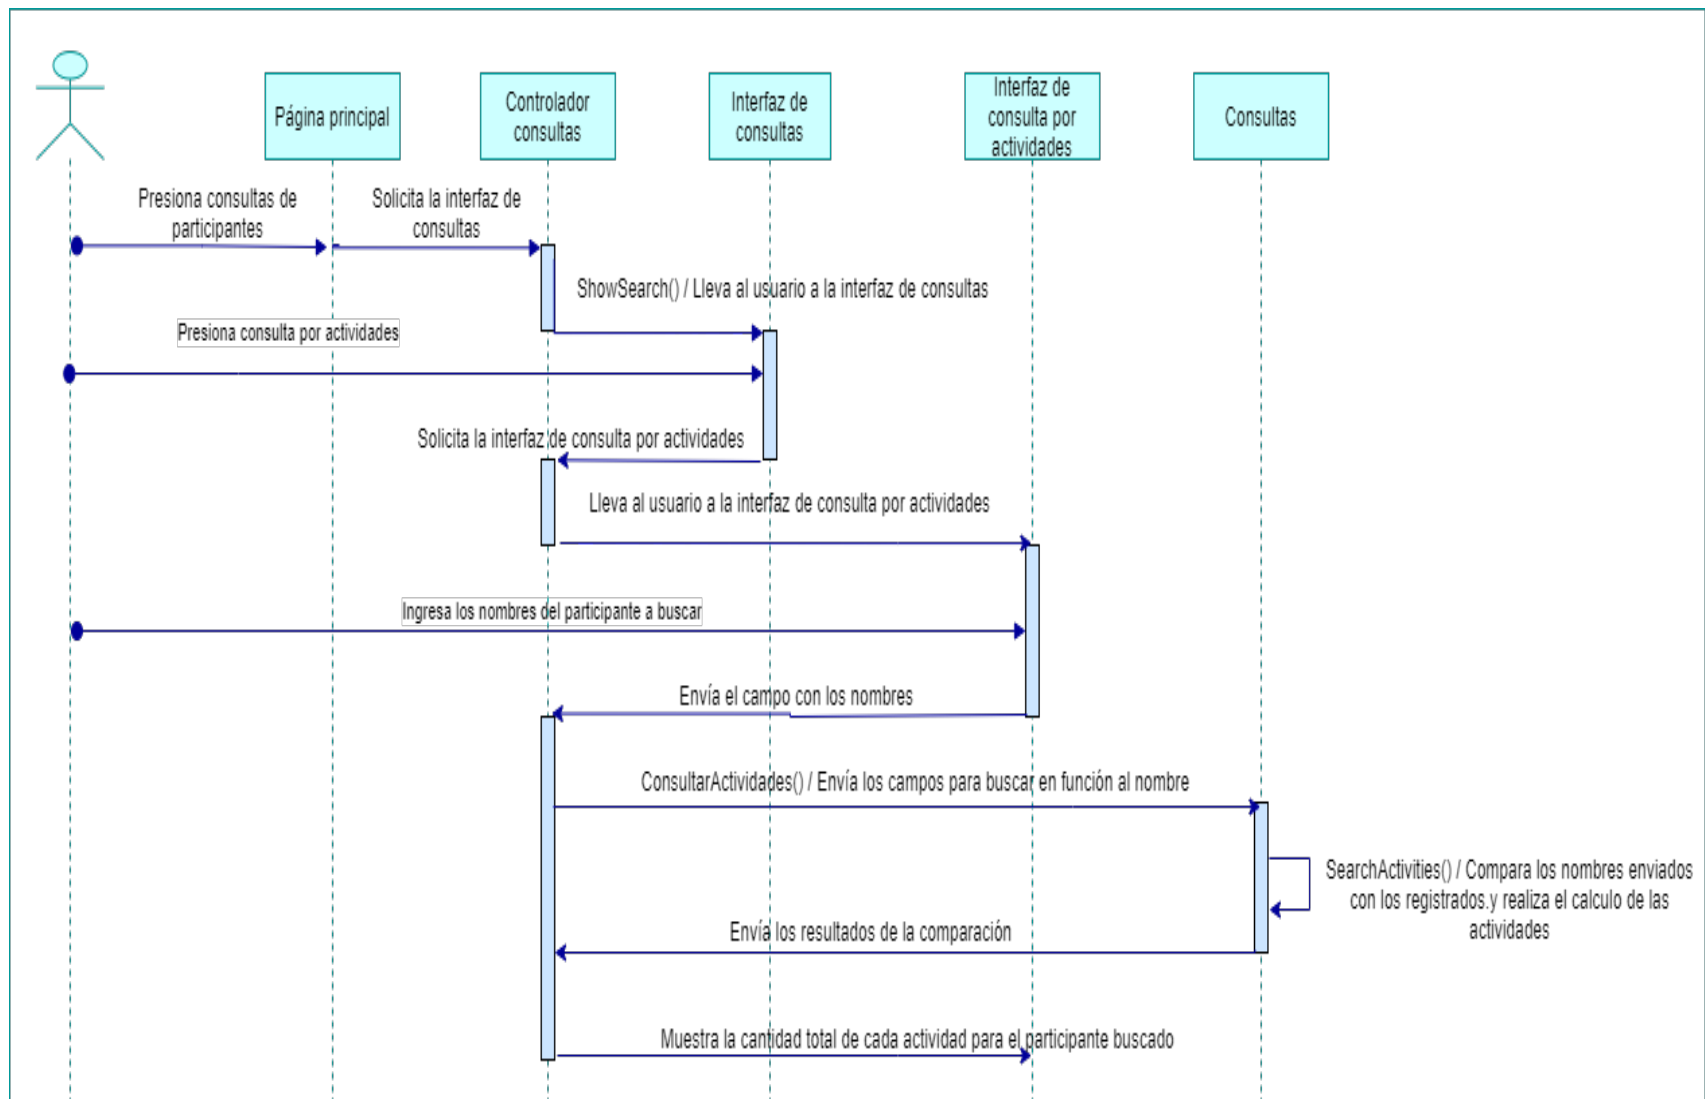 Página principal
Controlador
consultas
Interfaz de
consultas
Interfaz de
consulta por
actividades
Consultas
Presiona consultas de
participantes
Solicita la interfaz de
consultas
ShowSearch() / Lleva al usuario a la interfaz de consultas
Presiona consulta por actividades
Solicita la interfaz de consulta por actividades
Lleva al usuario a la interfaz de consulta por actividades
Ingresa los nombres del participante a buscar
Envía el campo con los nombres
ConsultarActividades() / Envía los campos para buscar en función al nombre
SearchActivities() / Compara los nombres enviados
con los registrados.y realiza el calculo de las
actividades
Envía los resultados de la comparación
Muestra la cantidad total de cada actividad para el participante buscado